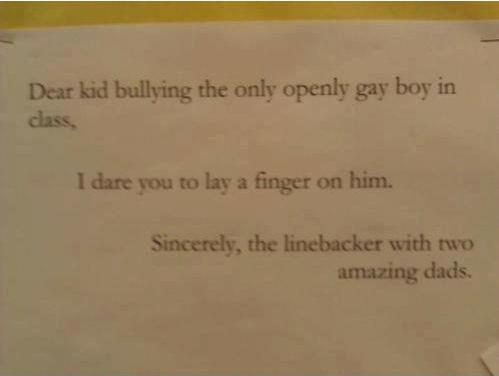 Dear kid bullying the only openly gay boy in
class,
I dare you to lay a finger on him.
Sincerely, the linebacker with two
amazing dads.